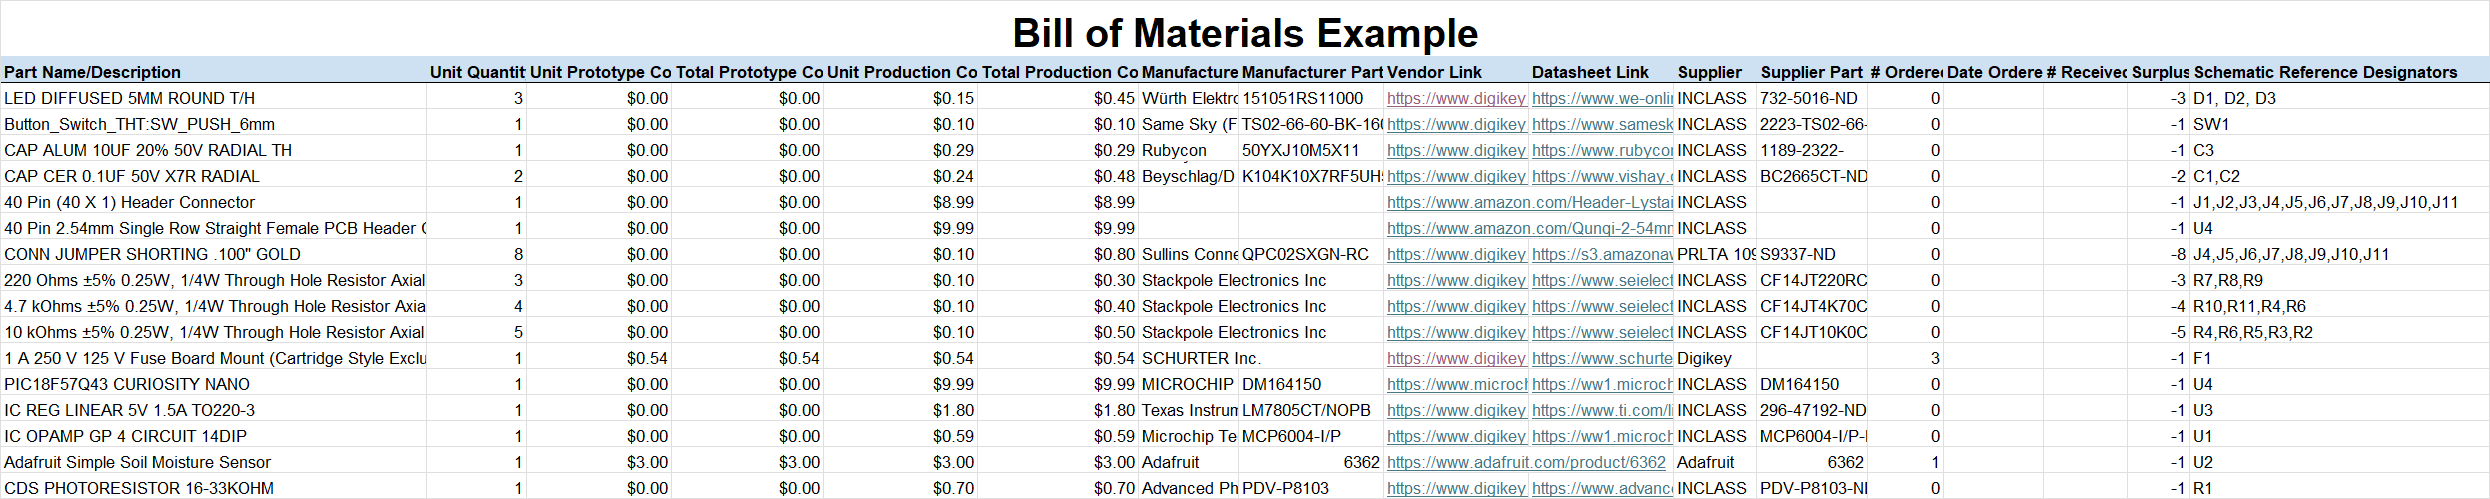 Bill of Materials Example
Part Name/Description Unit Quantit Unit Prototype Co Total Prototype Co Unit Production Co Total Production Co Manufacture Manufacturer Part Vendor Link Datasheet Link Supplier Supplier Part # Ordered Date Ordere # Received Surplus Schematic Reference Designators
LED DIFFUSED 5MM ROUND T/H 3 $0.00 $0.00 $0.15 $0.45 Würth Elektro 151051RS11000 https://www.digikey https://www.we-onlin INCLASS 732-5016-ND 0 -3 D1, D2, D3
Button_Switch_THT:SW_PUSH_6mm 1 $0.00 $0.00 $0.10 $0.10 Same Sky (F TS02-66-60-BK-160 https://www.digikey https://www.samesk INCLASS 2223-TS02-66- 0 -1 SW1
CAP ALUM 10UF 20% 50V RADIAL TH 1 $0.00 $0.00 $0.29 $0.29 Rubycon 50YXJ10M5X11 https://www.digikey https://www.rubycon INCLASS 1189-2322- 0 -1 C3
CAP CER 0.1UF 50V X7R RADIAL 2 $0.00 $0.00 $0.24 $0.48 Beyschlag/D K104K10X7RF5UH5 https://www.digikey https://www.vishay.c INCLASS BC2665CT-ND 0 -2 C1,C2
40 Pin (40 X 1) Header Connector 1 $0.00 $0.00 $8.99 $8.99 https://www.amazon.com/Header-Lystai INCLASS 0 -1 J1,J2,J3,J4,J5,J6,J7,J8,J9,J10,J11
40 Pin 2.54mm Single Row Straight Female PCB Header C 1 $0.00 $0.00 $9.99 $9.99 https://www.amazon.com/Qunqi-2-54mm INCLASS 0 -1 U4
CONN JUMPER SHORTING .100" GOLD 8 $0.00 $0.00 $0.10 $0.80 Sullins Conne QPC02SXGN-RC https://www.digikey https://s3.amazonaw PRLTA 109 S9337-ND 0 -8 J4,J5,J6,J7,J8,J9,J10,J11
220 Ohms ±5% 0.25W, 1/4W Through Hole Resistor Axial 3 $0.00 $0.00 $0.10 $0.30 Stackpole Electronics Inc https://www.digikey https://www.seielect INCLASS CF14JT220RC 0 -3 R7,R8,R9
4.7 kOhms ±5% 0.25W, 1/4W Through Hole Resistor Axial 4 $0.00 $0.00 $0.10 $0.40 Stackpole Electronics Inc https://www.digikey https://www.seielect INCLASS CF14JT4K70C 0 -4 R10,R11,R4,R6
10 kOhms ±5% 0.25W, 1/4W Through Hole Resistor Axial 5 $0.00 $0.00 $0.10 $0.50 Stackpole Electronics Inc https://www.digikey https://www.seielect INCLASS CF14JT10K0C 0 -5 R4,R6,R5,R3,R2
1 A 250 V 125 V Fuse Board Mount (Cartridge Style Exclu 1 $0.54 $0.54 $0.54 $0.54 SCHURTER Inc. https://www.digikey https://www.schurte Digikey 3 -1 F1
PIC18F57Q43 CURIOSITY NANO 1 $0.00 $0.00 $9.99 $9.99 MICROCHIP DM164150 https://www.microch https://ww1.microch INCLASS DM164150 0 -1 U4
IC REG LINEAR 5V 1.5A TO220-3 1 $0.00 $0.00 $1.80 $1.80 Texas Instrum LM7805CT/NOPB https://www.digikey https://www.ti.com/li INCLASS 296-47192-ND 0 -1 U3
IC OPAMP GP 4 CIRCUIT 14DIP 1 $0.00 $0.00 $0.59 $0.59 Microchip Te MCP6004-I/P https://www.digikey https://ww1.microch INCLASS MCP6004-I/P- 0 -1 U1
Adafruit Simple Soil Moisture Sensor 1 $3.00 $3.00 $3.00 $3.00 Adafruit 6362 https://www.adafruit.com/product/6362 Adafruit 6362 1 -1 U2
CDS PHOTORESISTOR 16-33KOHM 1 $0.00 $0.00 $0.70 $0.70 Advanced Ph PDV-P8103 https://www.digikey https://www.advanc INCLASS PDV-P8103-N 0 -1 R1